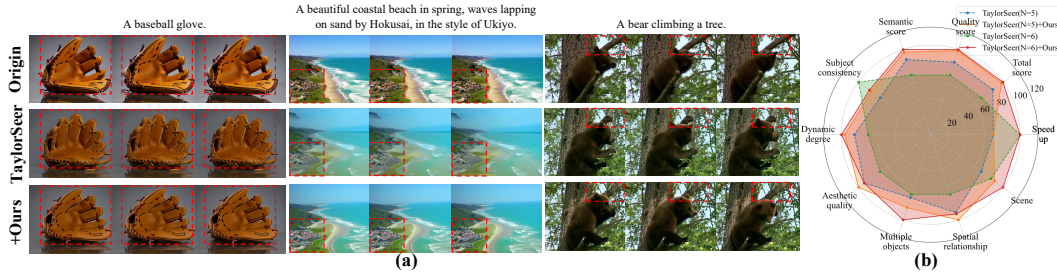 A baseball glove.
A beautiful coastal beach in spring, waves lapping
on sand by Hokusai, in the style of Ukiyo.
A bear climbing a tree.
Origin
TaylorSeer
+Ours
(a)
TaylorSeer(N=5)
TaylorSeer(N=5)+Ours
TaylorSeer(N=6)
TaylorSeer(N=6)+Ours
Semantic
score
Quality
score
Subject
consistency
Total
score
120
100
80
60
40
20
Dynamic
degree
Speed
up
Aesthetic
quality
Scene
Multiple
objects
Spatial
relationship
(b)